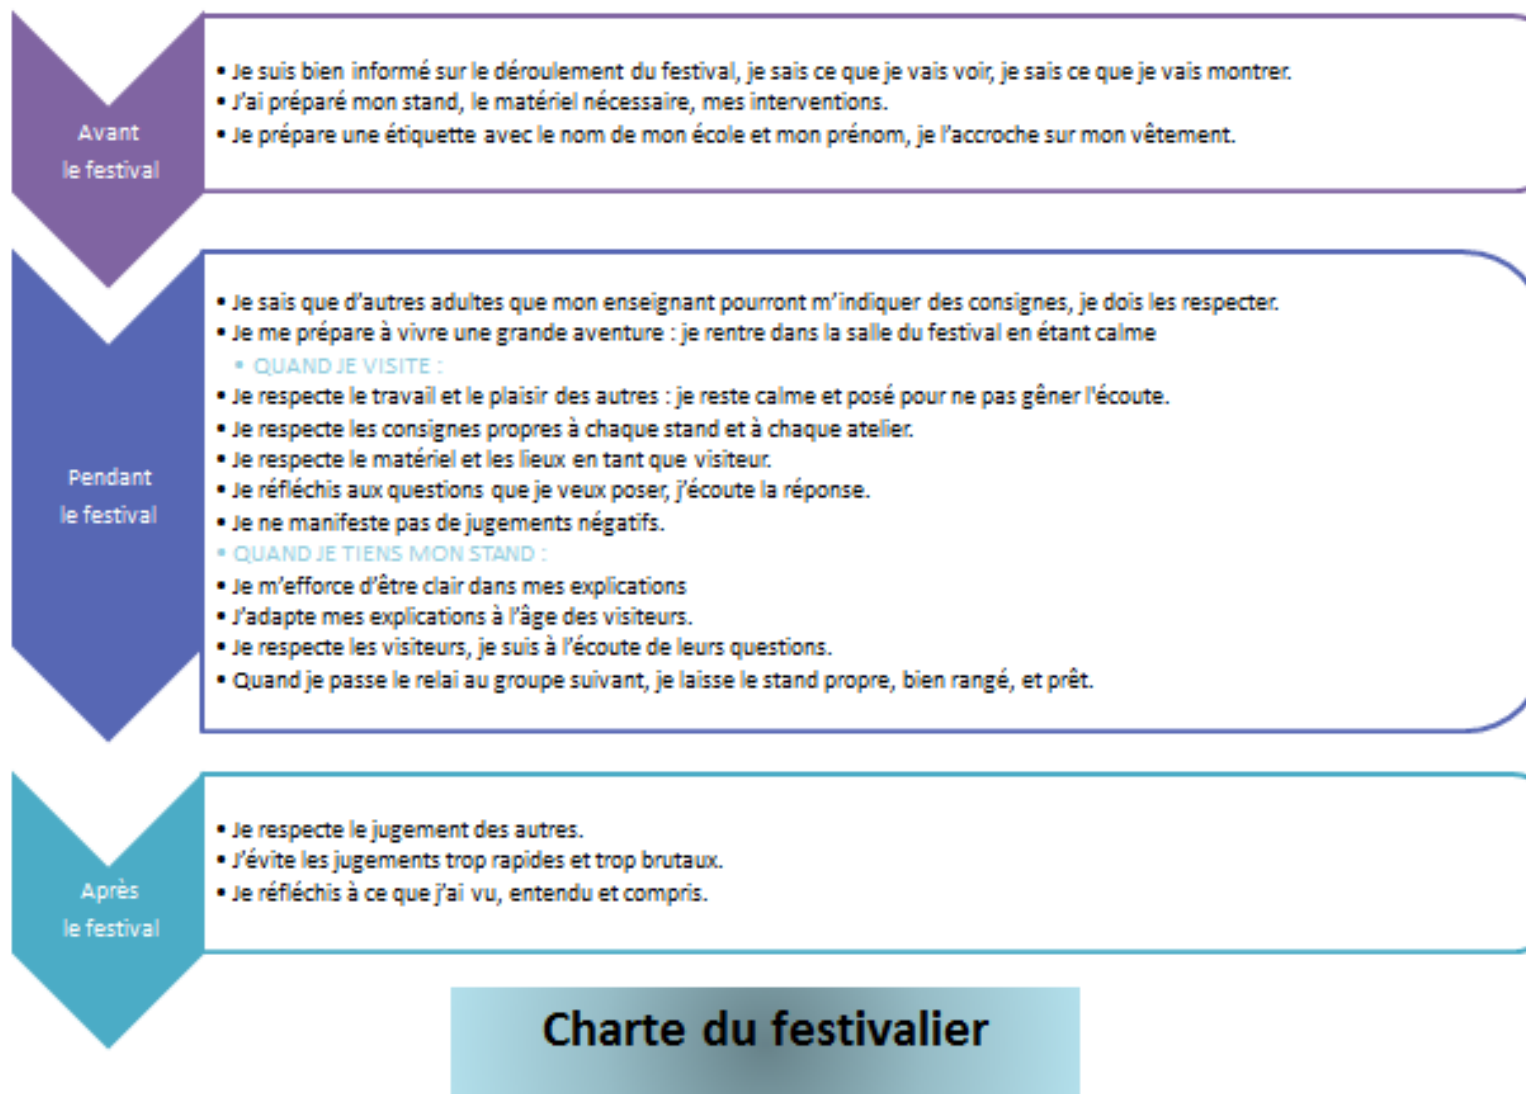 Avant
le festival
• Je suis bien informé sur le déroulement du festival, je sais ce que je vais voir, je sais ce que je vais montrer.
• J'ai préparé mon stand, le matériel nécessaire, mes interventions.
• Je prépare une étiquette avec le nom de mon école et mon prénom, je l'accroche sur mon vêtement.
Pendant
le festival
• Je sais que d'autres adultes que mon enseignant pourront m'indiquer des consignes, je dois les respecter.
• Je me prépare à vivre une grande aventure : je rentre dans la salle du festival en étant calme
• QUAND JE VISITE :
• Je respecte le travail et le plaisir des autres : je reste calme et posé pour ne pas gêner l'écoute.
• Je respecte les consignes propres à chaque stand et à chaque atelier.
• Je respecte le matériel et les lieux en tant que visiteur.
• Je réfléchis aux questions que je veux poser, j'écoute la réponse.
• Je ne manifeste pas de jugements négatifs.
• QUAND JE TIENS MON STAND :
• Je m'efforce d'être clair dans mes explications
• J'adapte mes explications à l'âge des visiteurs.
• Je respecte les visiteurs, je suis à l'écoute de leurs questions.
• Quand je passe le relai au groupe suivant, je laisse le stand propre, bien rangé, et prêt.
Après
le festival
• Je respecte le jugement des autres.
• J'évite les jugements trop rapides et trop brutaux.
• Je réfléchis à ce que j'ai vu, entendu et compris.
Charte du festivalier